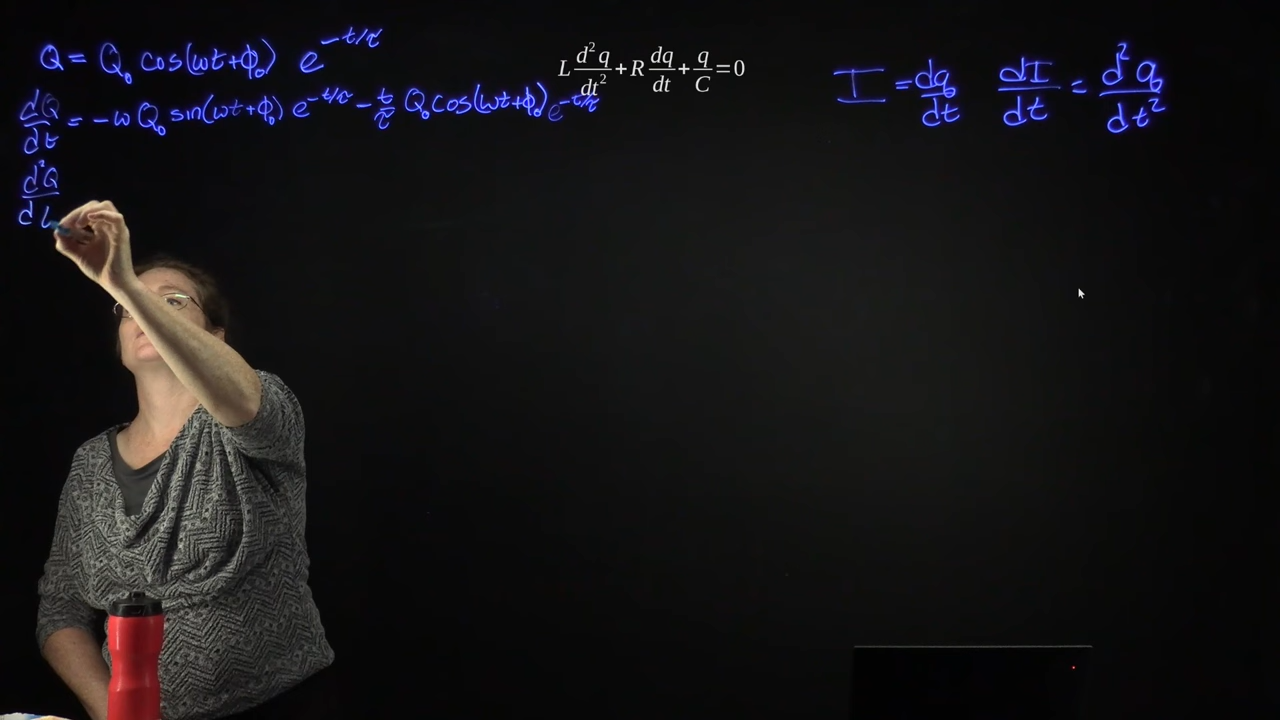 Q = Q₀ cos(ωt+ϕ₀) e^{-t/τ}
L d²q/dt² + R dq/dt + q/C = 0
I = dq/dt dI/dt = d²q/dt²
dQ/dt = -ω Q₀ sin(ωt+ϕ₀) e^{-t/τ} - t/τ Q₀ cos(ωt+ϕ₀) e^{-t/τ}
d²Q/d